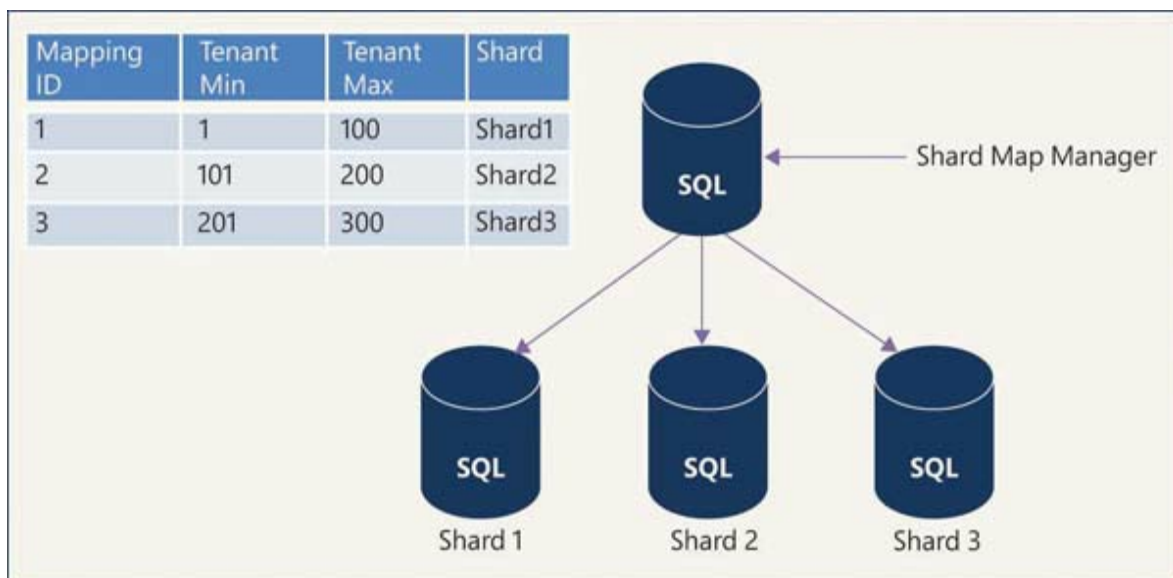 Mapping ID Tenant Min Tenant Max Shard
1 1 100 Shard1
2 101 200 Shard2
3 201 300 Shard3
SQL
Shard Map Manager
SQL SQL SQL
Shard 1 Shard 2 Shard 3